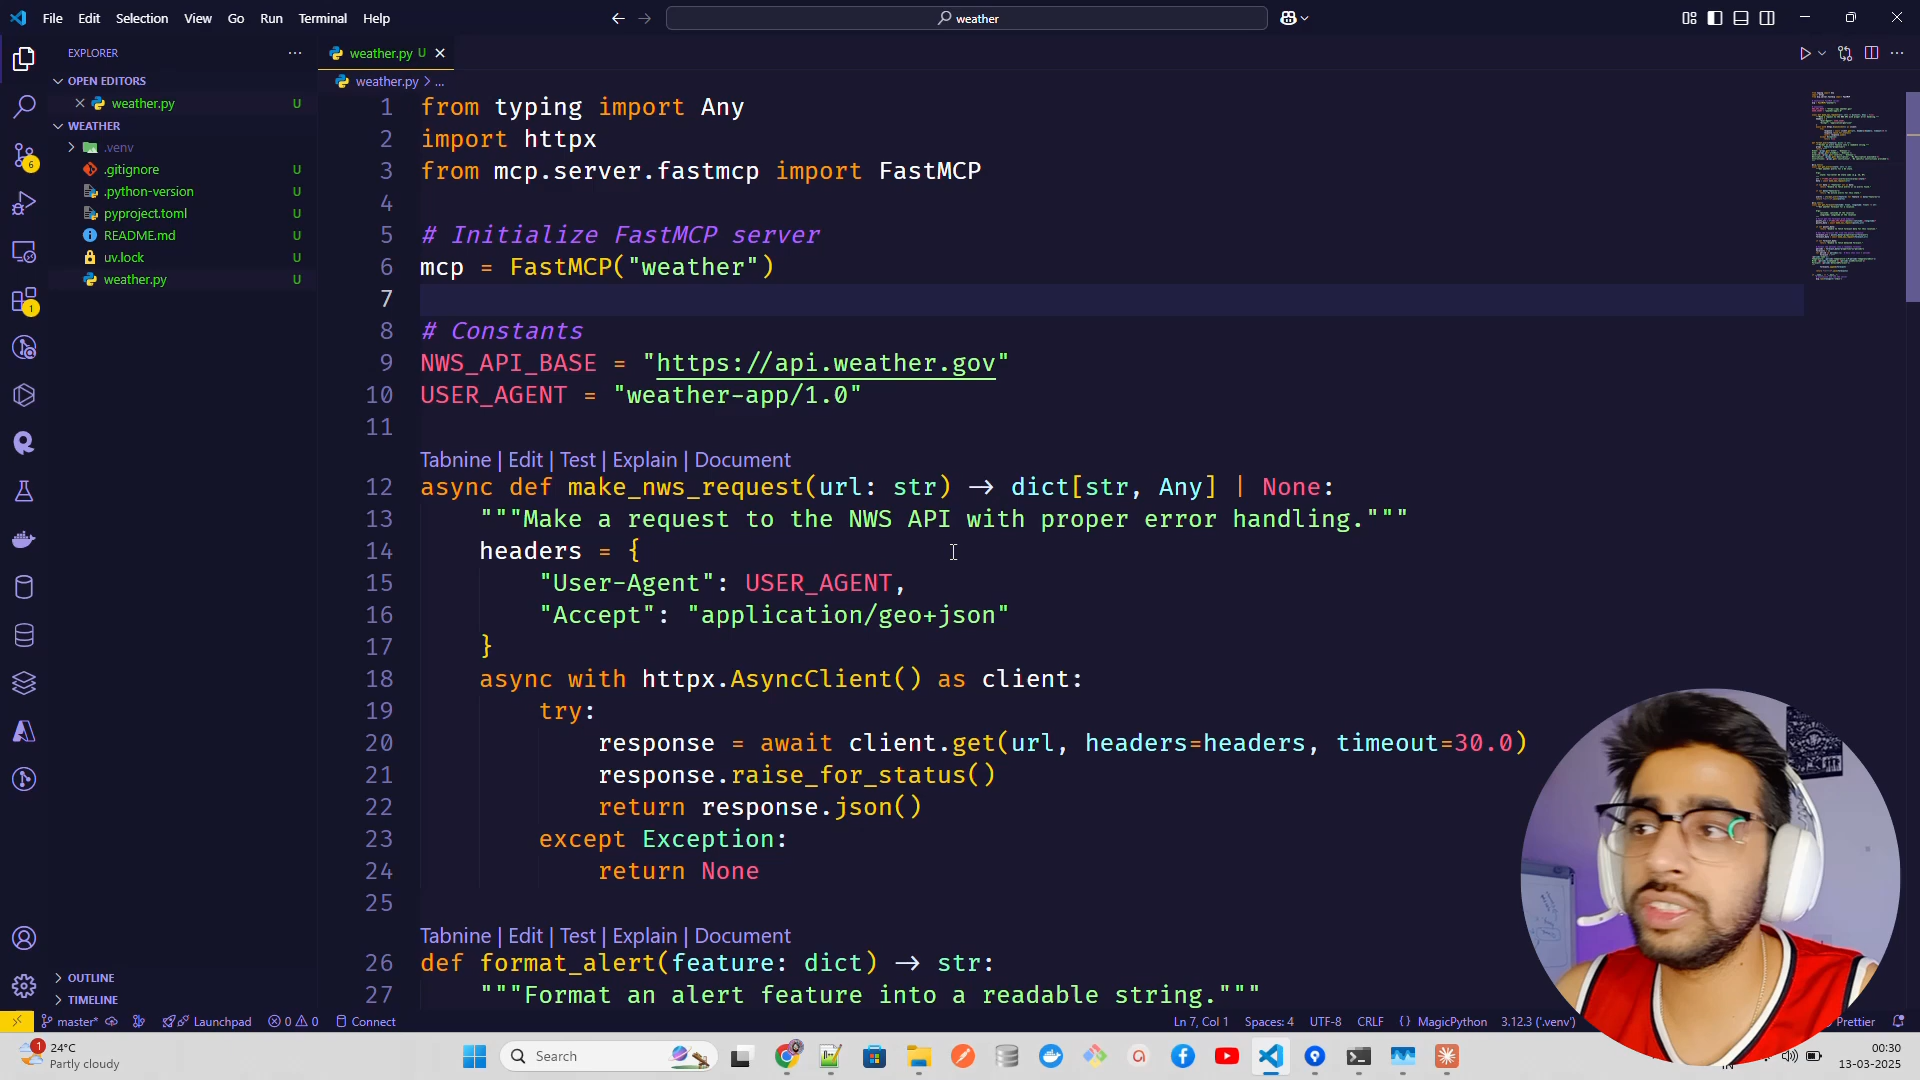 File Edit Selection View Go Run Terminal Help
weather
EXPLORER
OPEN EDITORS
weather.py U
WEATHER
.venv
.gitignore U
.python-version U
pyproject.toml U
README.md U
uv.lock U
weather.py U
OUTLINE
TIMELINE
6
1
weather.py U
weather.py > ...
1 from typing import Any
2 import httpx
3 from mcp.server.fastmcp import FastMCP
4
5 # Initialize FastMCP server
6 mcp = FastMCP("weather")
7
8 # Constants
9 NWS_API_BASE = "https://api.weather.gov"
10 USER_AGENT = "weather-app/1.0"
11
Tabnine | Edit | Test | Explain | Document
12 async def make_nws_request(url: str) → dict[str, Any] | None:
13 """Make a request to the NWS API with proper error handling."""
14 headers = {
15 "User-Agent": USER_AGENT,
16 "Accept": "application/geo+json"
17 }
18 async with httpx.AsyncClient() as client:
19 try:
20 response = await client.get(url, headers=headers, timeout=30.0)
21 response.raise_for_status()
22 return response.json()
23 except Exception:
24 return None
25
Tabnine | Edit | Test | Explain | Document
26 def format_alert(feature: dict) → str:
27 """Format an alert feature into a readable string."""
master* Launchpad 0 0 Connect
Ln 7, Col 1 Spaces: 4 UTF-8 CRLF {} MagicPython 3.12.3 ('.venv') Prettier
1 24°C
Partly cloudy
Search
00:30
13-03-2025